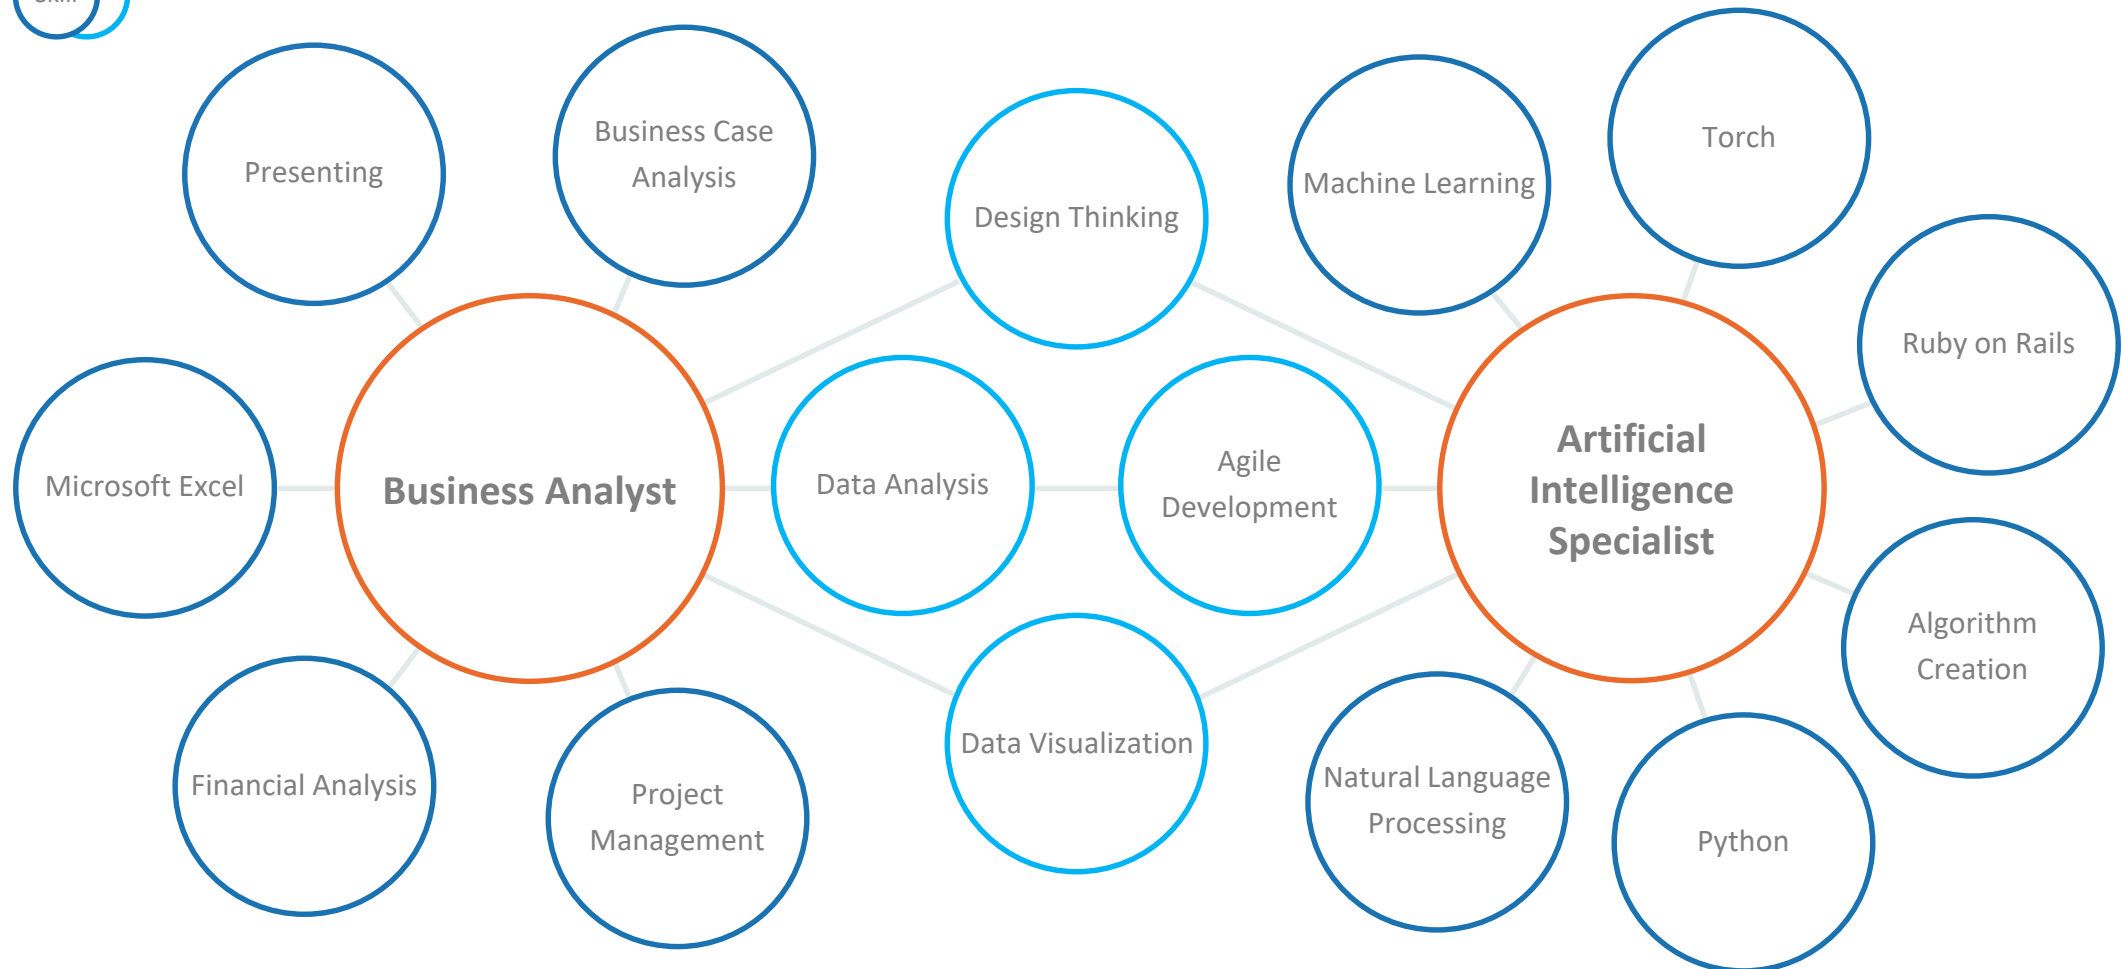 Presenting
Business Case
Analysis
Design Thinking
Machine Learning
Torch
Ruby on Rails
Microsoft Excel
Business Analyst
Data Analysis
Agile
Development
Artificial
Intelligence
Specialist
Algorithm
Creation
Financial Analysis
Project
Management
Data Visualization
Natural Language
Processing
Python